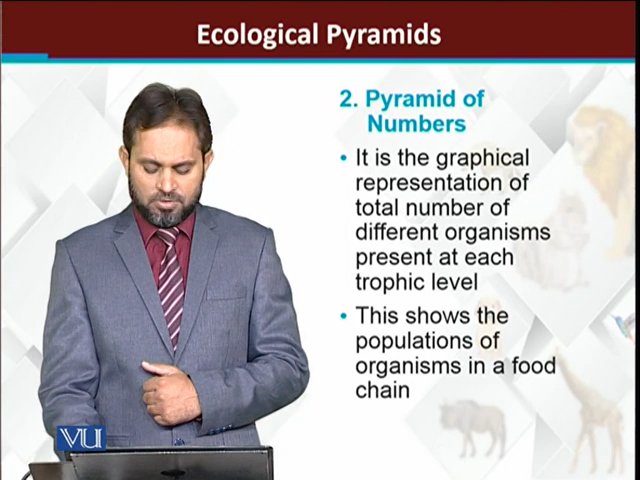 Ecological Pyramids
2. Pyramid of
Numbers
• It is the graphical
representation of
total number of
different organisms
present at each
trophic level
• This shows the
populations of
organisms in a food
chain
VU